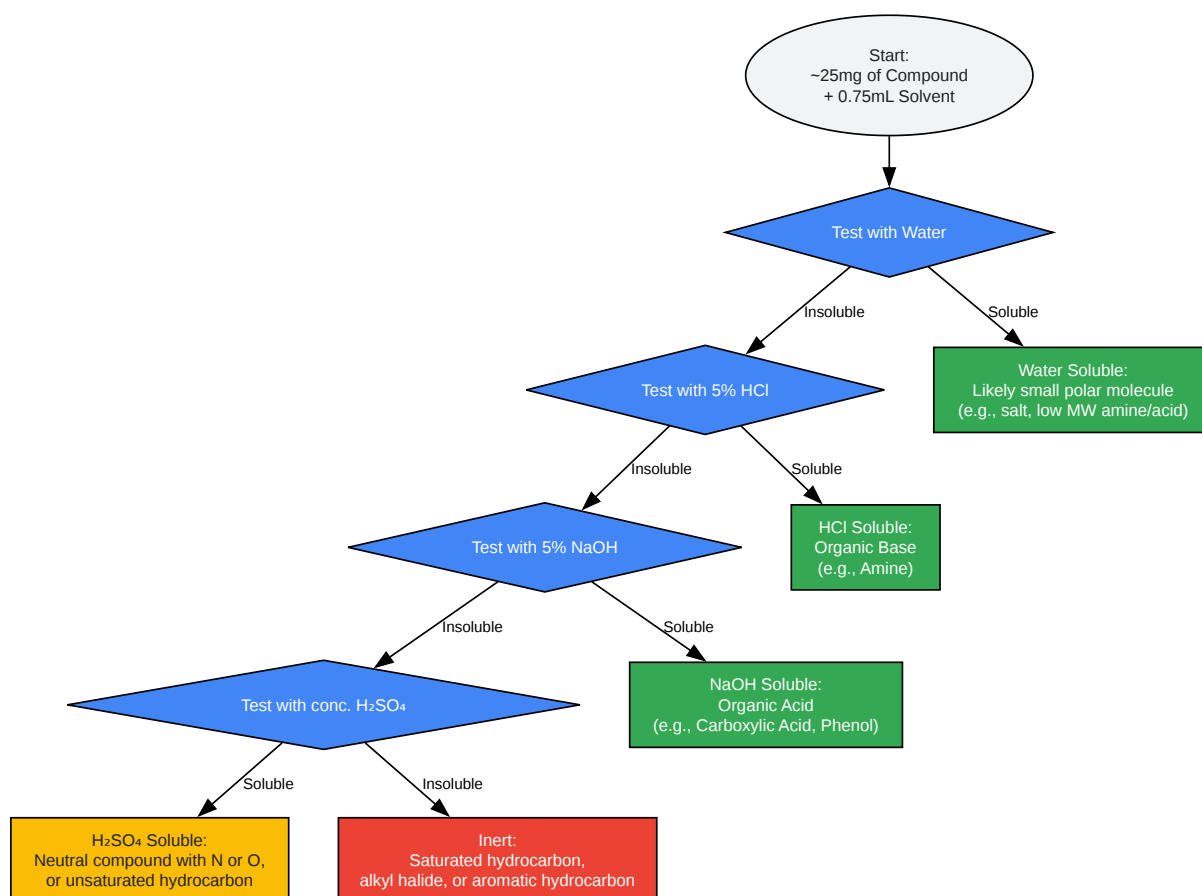 Start:
~25mg of Compound
+ 0.75mL Solvent
Test with Water
Insoluble
Soluble
Water Soluble:
Likely small polar molecule
(e.g., salt, low MW amine/acid)
Test with 5% HCl
Insoluble
Soluble
HCl Soluble:
Organic Base
(e.g., Amine)
Test with 5% NaOH
Insoluble
Soluble
NaOH Soluble:
Organic Acid
(e.g., Carboxylic Acid, Phenol)
Test with conc. H₂SO₄
Soluble
Insoluble
H₂SO₄ Soluble:
Neutral compound with N or O,
or unsaturated hydrocarbon
Inert:
Saturated hydrocarbon,
alkyl halide, or aromatic hydrocarbon